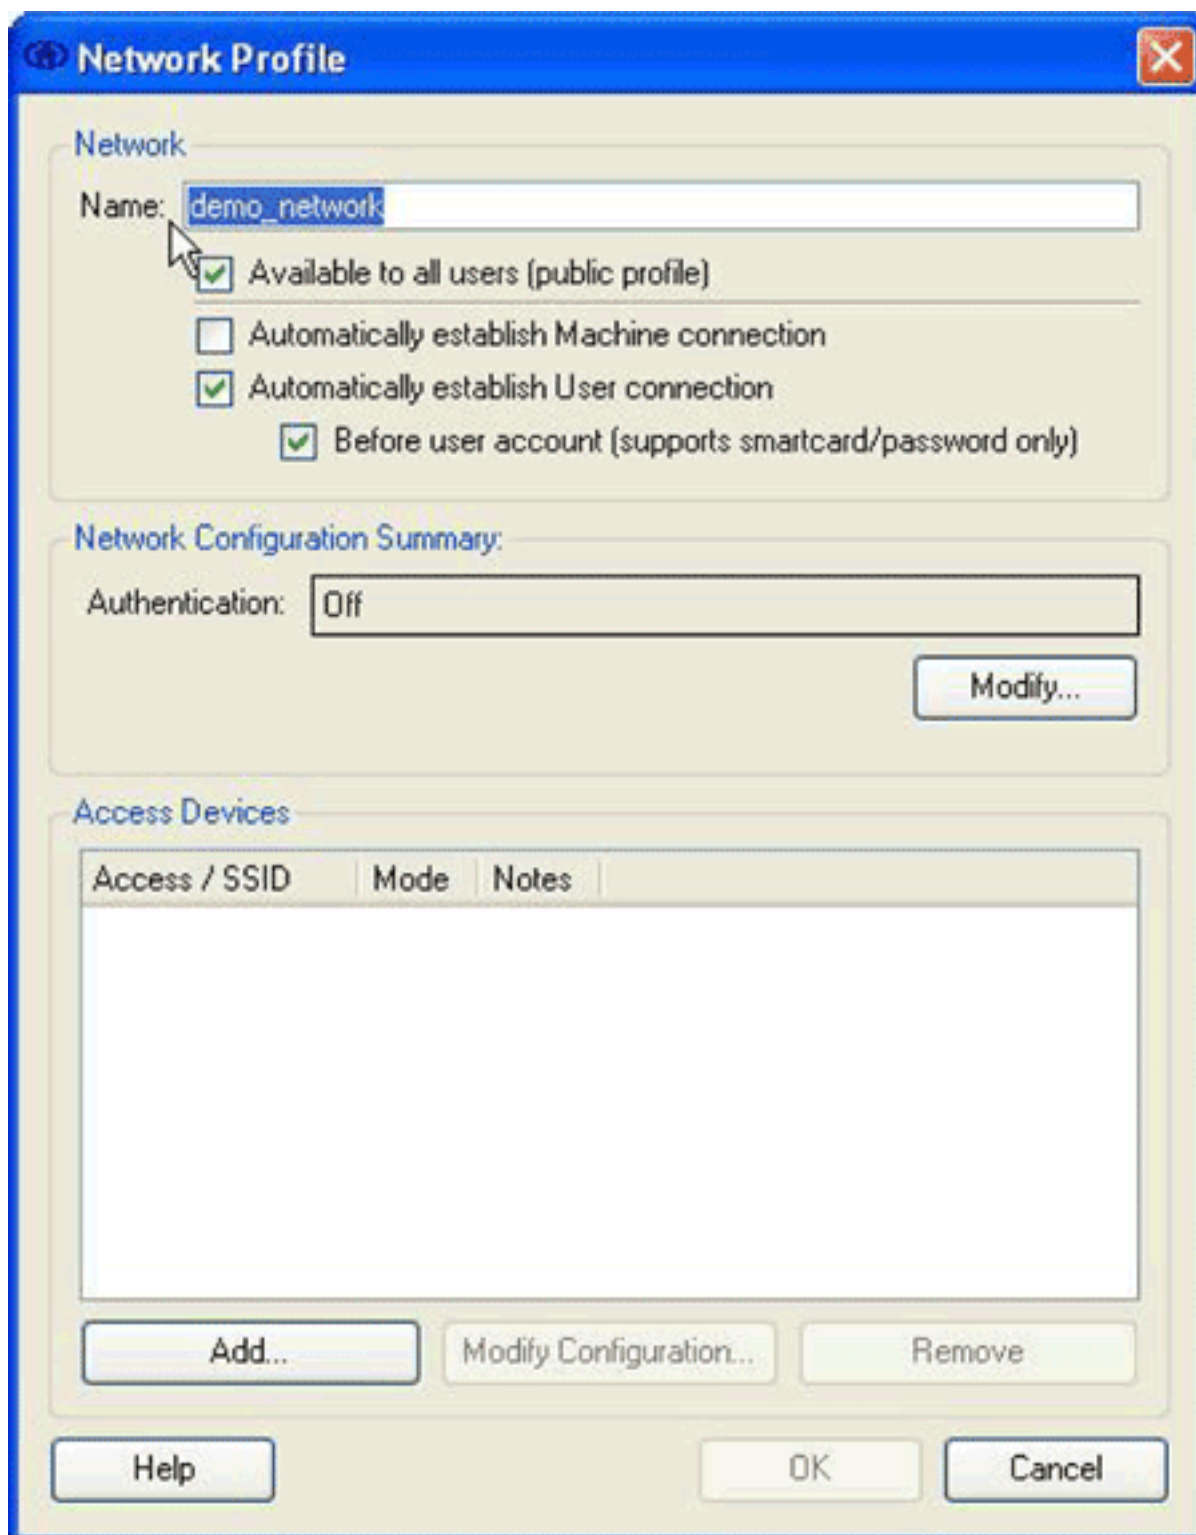 Network Profile
Network
Name: demo_network
Available to all users (public profile)
Automatically establish Machine connection
Automatically establish User connection
Before user account (supports smartcard/password only)
Network Configuration Summary:
Authentication: Off
Modify...
Access Devices
Access / SSID Mode Notes
Add... Modify Configuration... Remove
Help OK Cancel